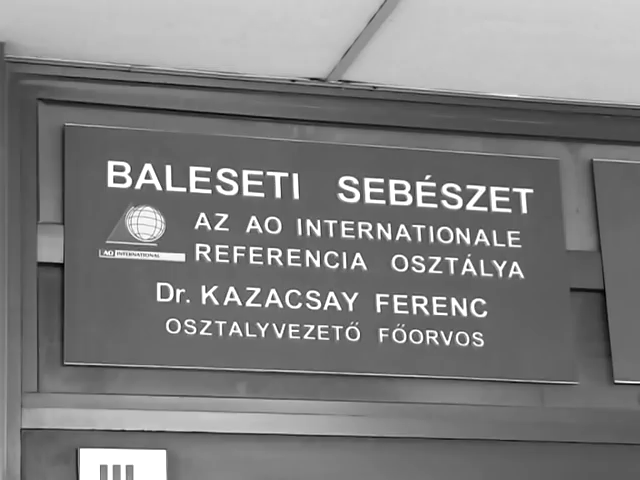 BALESETI SEBÉSZET
AZ AO INTERNATIONALE
REFERENCIA OSZTÁLYA
AO INTERNATIONAL
Dr. KAZACSAY FERENC
OSZTALYVEZETŐ FŐORVOS